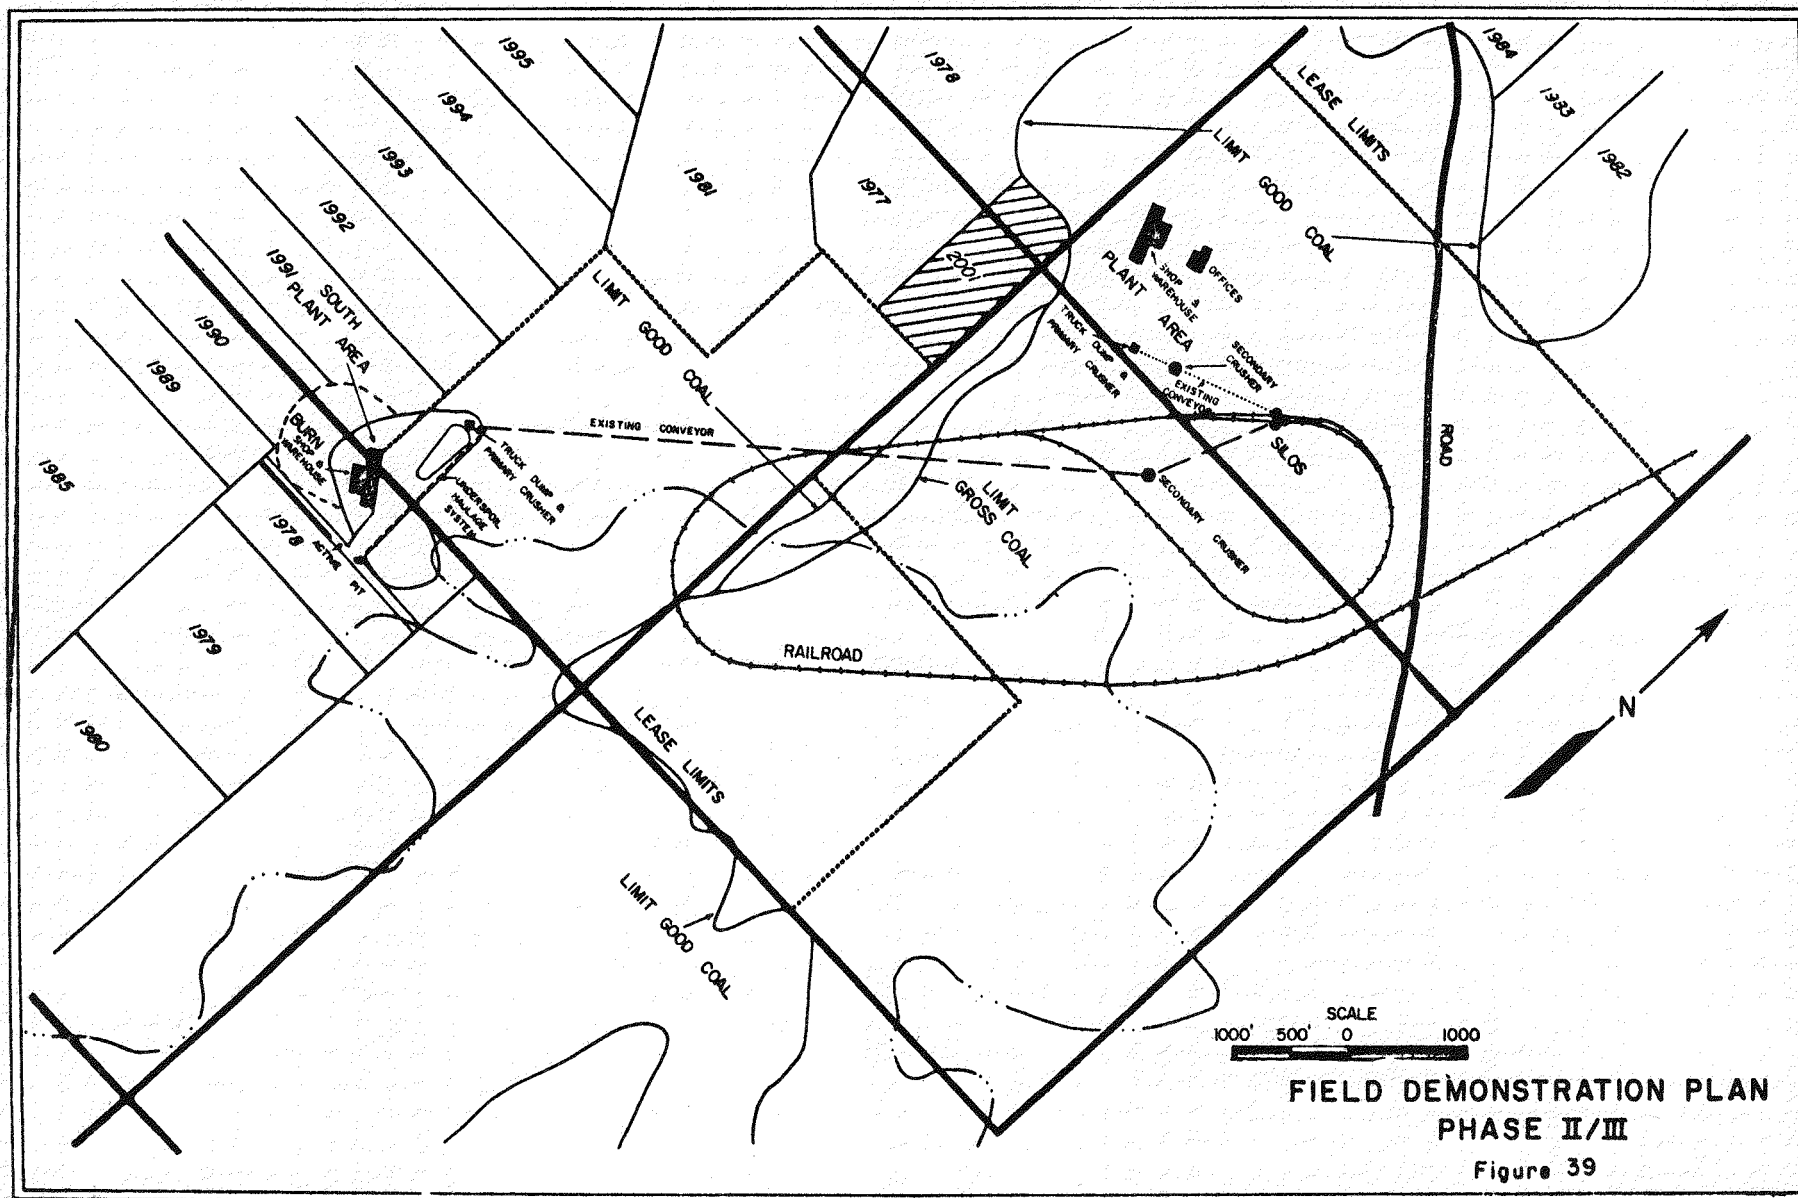 1995
1994
1993
1992
1991
1990
1989
1985
1981
1978
1977
2001
1984
1933
1982
1978
1979
1980
SOUTH
PLANT AREA
BURN
SHOP &
WAREHOUSE
ACTIVE PIT
TRUCK DUMP &
PRIMARY CRUSHER
UNDERSPOIL
HAULAGE
SYSTEM
LIMIT GOOD COAL
EXISTING CONVEYOR
LIMIT GOOD COAL
LEASE LIMITS
PLANT AREA
SHOP &
WAREHOUSE
OFFICES
TRUCK DUMP &
PRIMARY CRUSHER
SECONDARY
CRUSHER
EXISTING
CONVEYOR
SILOS
SECONDARY CRUSHER
LIMIT
GROSS COAL
ROAD
RAILROAD
LEASE LIMITS
LIMIT GOOD COAL
N
SCALE
1000' 500' 0 1000
FIELD DEMONSTRATION PLAN
PHASE II/III
Figure 39